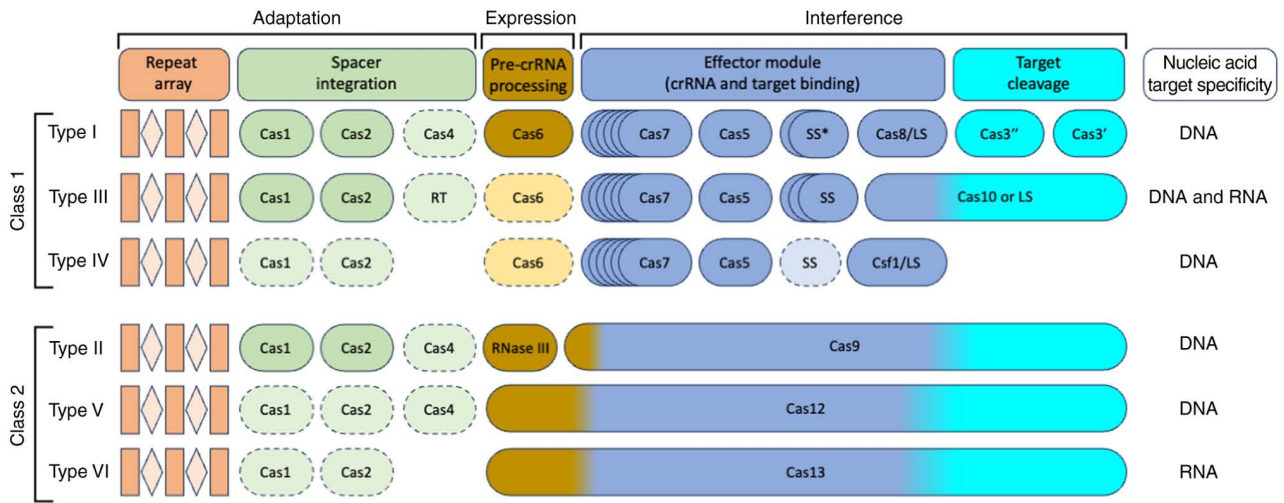 Adaptation
Expression
Interference
Repeat
array
Spacer
integration
Pre-crRNA
processing
Effector module
(crRNA and target binding)
Target
cleavage
Nucleic acid
target specificity
Class 1
Type I
Cas1
Cas2
Cas4
Cas6
Cas7
Cas5
SS*
Cas8/LS
Cas3″
Cas3′
DNA
Type III
Cas1
Cas2
RT
Cas6
Cas7
Cas5
SS
Cas10 or LS
DNA and RNA
Type IV
Cas1
Cas2
Cas6
Cas7
Cas5
SS
Csf1/LS
DNA
Class 2
Type II
Cas1
Cas2
Cas4
RNase III
Cas9
DNA
Type V
Cas1
Cas2
Cas4
Cas12
DNA
Type VI
Cas1
Cas2
Cas13
RNA